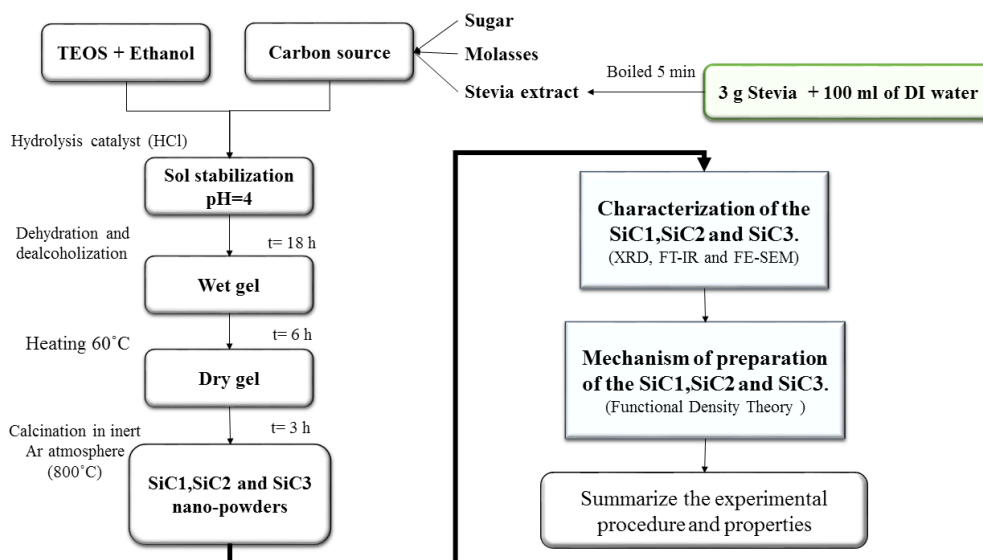 TEOS + Ethanol
Carbon source
Sugar
Molasses
Stevia extract
Boiled 5 min
3 g Stevia + 100 ml of DI water
Hydrolysis catalyst (HCl)
Sol stabilization
pH=4
Dehydration and
dealcoholization
t= 18 h
Wet gel
Heating 60˚C
t= 6 h
Dry gel
Calcination in inert
Ar atmosphere
(800˚C)
t= 3 h
SiC1,SiC2 and SiC3
nano-powders
Characterization of the
SiC1,SiC2 and SiC3.
(XRD, FT-IR and FE-SEM)
Mechanism of preparation
of the SiC1,SiC2 and SiC3.
(Functional Density Theory )
Summarize the experimental
procedure and properties